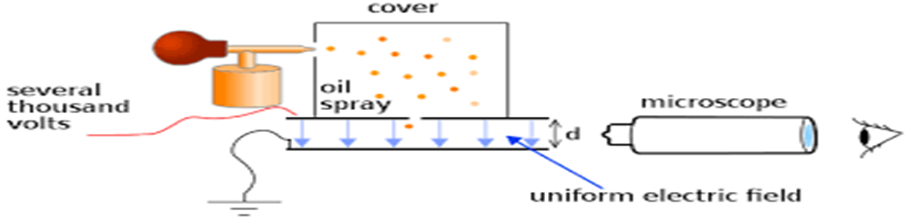 cover
several
thousand
volts
oil
spray
microscope
d
uniform electric field